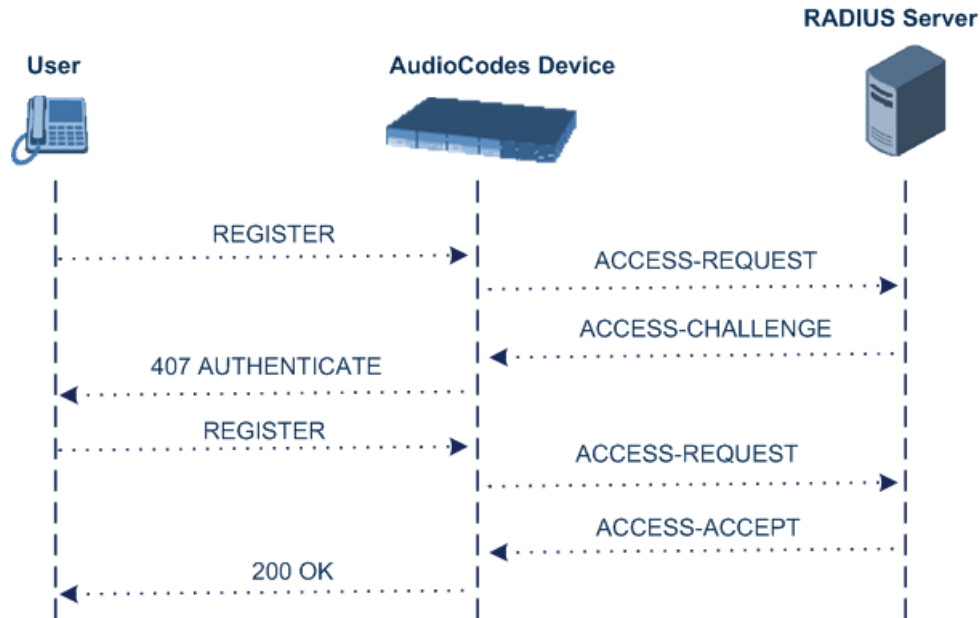 RADIUS Server
User
AudioCodes Device
REGISTER
ACCESS-REQUEST
ACCESS-CHALLENGE
407 AUTHENTICATE
REGISTER
ACCESS-REQUEST
ACCESS-ACCEPT
200 OK